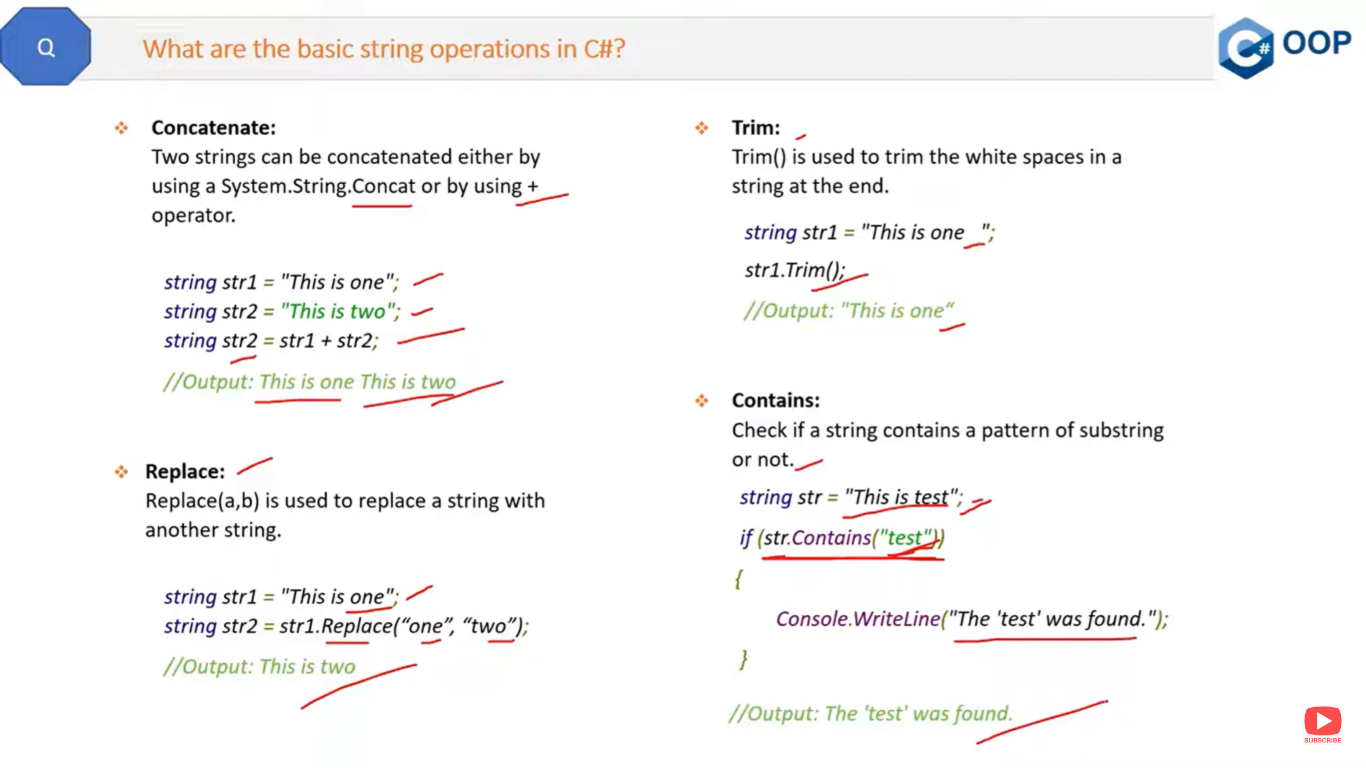 Q
What are the basic string operations in C#?
C# OOP
Concatenate:
Two strings can be concatenated either by
using a System.String.Concat or by using +
operator.
string str1 = "This is one";
string str2 = "This is two";
string str2 = str1 + str2;
//Output: This is one This is two
Replace:
Replace(a,b) is used to replace a string with
another string.
string str1 = "This is one";
string str2 = str1.Replace(“one”, “two”);
//Output: This is two
Trim:
Trim() is used to trim the white spaces in a
string at the end.
string str1 = "This is one   ";
str1.Trim();
//Output: "This is one“
Contains:
Check if a string contains a pattern of substring
or not.
string str = "This is test";
if (str.Contains("test"))
{
Console.WriteLine("The 'test' was found.");
}
//Output: The 'test' was found.
SUBSCRIBE